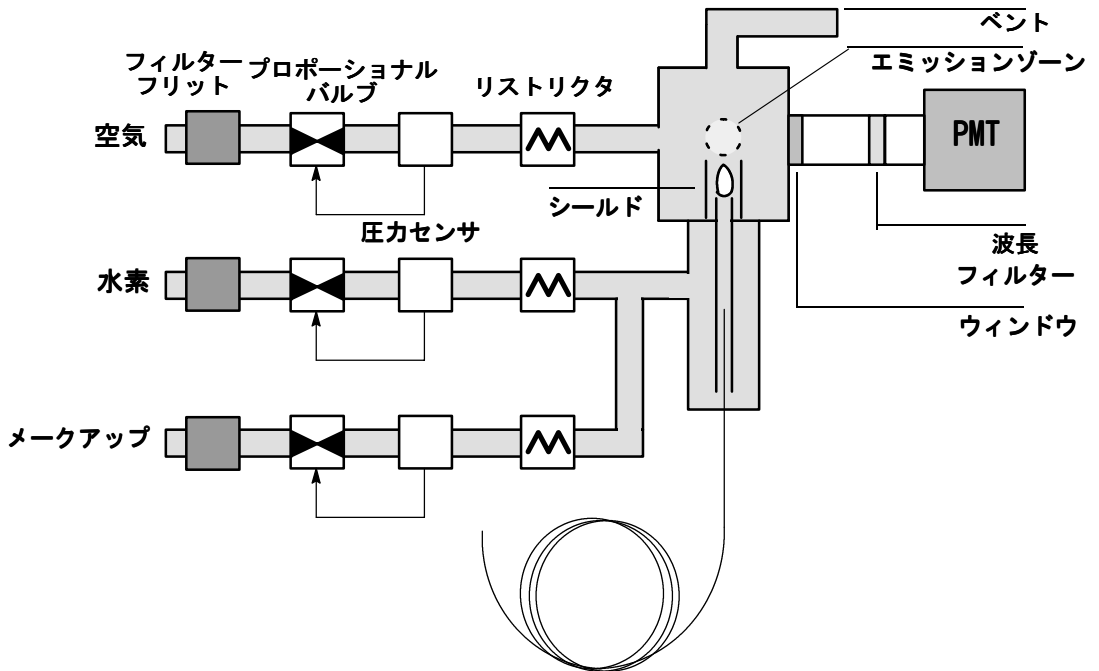 ベント
エミッションゾーン
フィルター
フリット
プロポーショナル
バルブ
リストリクタ
空気
PMT
シールド
圧力センサ
波長
フィルター
水素
ウィンドウ
メークアップ